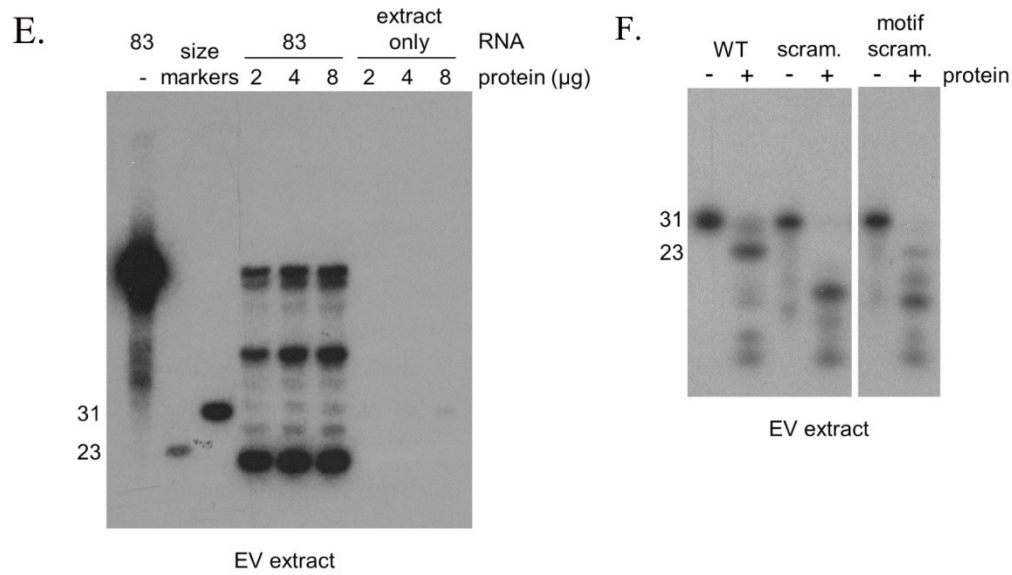 E.
83
size
markers
-
83
2 4 8
extract
only
2 4 8
RNA
protein (µg)
31
23
EV extract
F.
WT
scram.
motif
scram.
- + - + - +
protein
31
23
EV extract